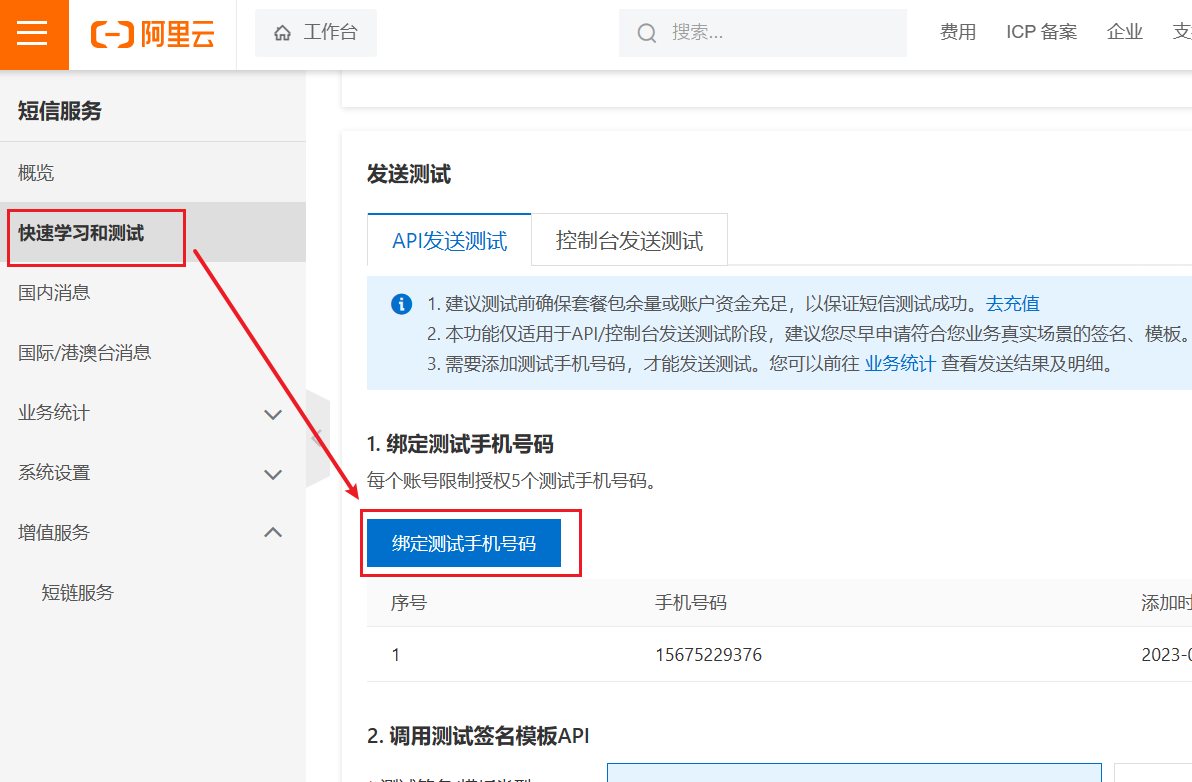 阿里云
工作台
搜索...
费用
ICP 备案
企业
支
短信服务
概览
快速学习和测试
国内消息
国际/港澳台消息
业务统计
系统设置
增值服务
短链服务
发送测试
API发送测试
控制台发送测试
1. 建议测试前确保套餐包余量或账户资金充足，以保证短信测试成功。去充值
2. 本功能仅适用于API/控制台发送测试阶段，建议您尽早申请符合您业务真实场景的签名、模板。
3. 需要添加测试手机号码，才能发送测试。您可以前往 业务统计 查看发送结果及明细。
1. 绑定测试手机号码
每个账号限制授权5个测试手机号码。
绑定测试手机号码
序号 手机号码 添加时
1 15675229376 2023-0
2. 调用测试签名模板API